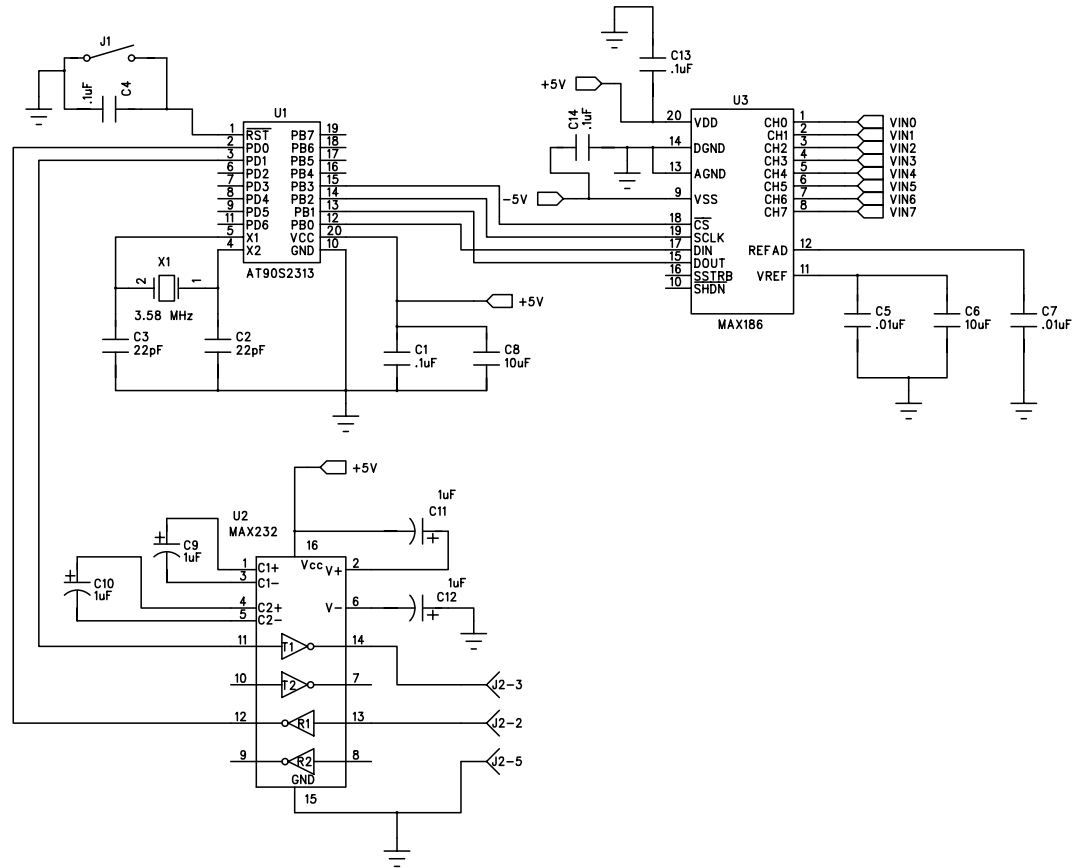 J1
.1uF
C4
U1
1 RST PB7 19
2 PD0 PB6 18
3 PD1 PB5 17
6 PD2 PB4 16
7 PD3 PB3 15
8 PD4 PB2 14
9 PD5 PB1 13
11 PD6 PB0 12
5 X1 VCC 20
4 X2 GND 10
AT90S2313
X1
2 1
3.58 MHz
C3
22pF
C2
22pF
+5V
C1
.1uF
C8
10uF
C13
.1uF
+5V
C14
.1uF
-5V
U3
20 VDD CH0 1 VIN0
CH1 2 VIN1
14 DGND CH2 3 VIN2
CH3 4 VIN3
13 AGND CH4 5 VIN4
CH5 6 VIN5
9 VSS CH6 7 VIN6
CH7 8 VIN7
18 CS
19 SCLK
17 DIN REFAD 12
15 DOUT
16 SSTRB VREF 11
10 SHDN
MAX186
C5
.01uF
C6
10uF
C7
.01uF
+5V
U2
MAX232
1uF
C11
C9
1uF
C10
1uF
16
Vcc
1 C1+ V+ 2
3 C1-
1uF
C12
4 C2+ V- 6
5 C2-
11 T1 14
10 T2 7 J2-3
12 R1 13 J2-2
9 R2 8 J2-5
GND
15